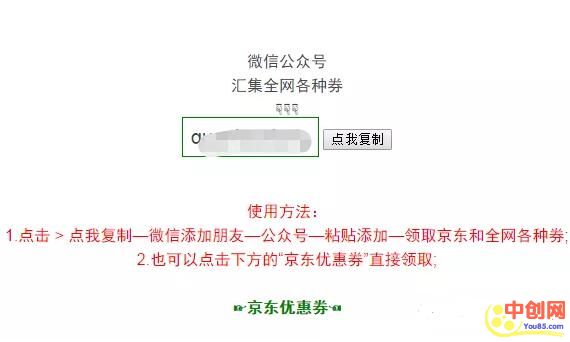 微信公众号
汇集全网各种券
☟☟☟
点我复制
使用方法：
1.点击 > 点我复制—微信添加朋友—公众号—粘贴添加—领取京东和全网各种券;
2.也可以点击下方的“京东优惠券”直接领取;
☞京东优惠券☜
中创网
You85.com